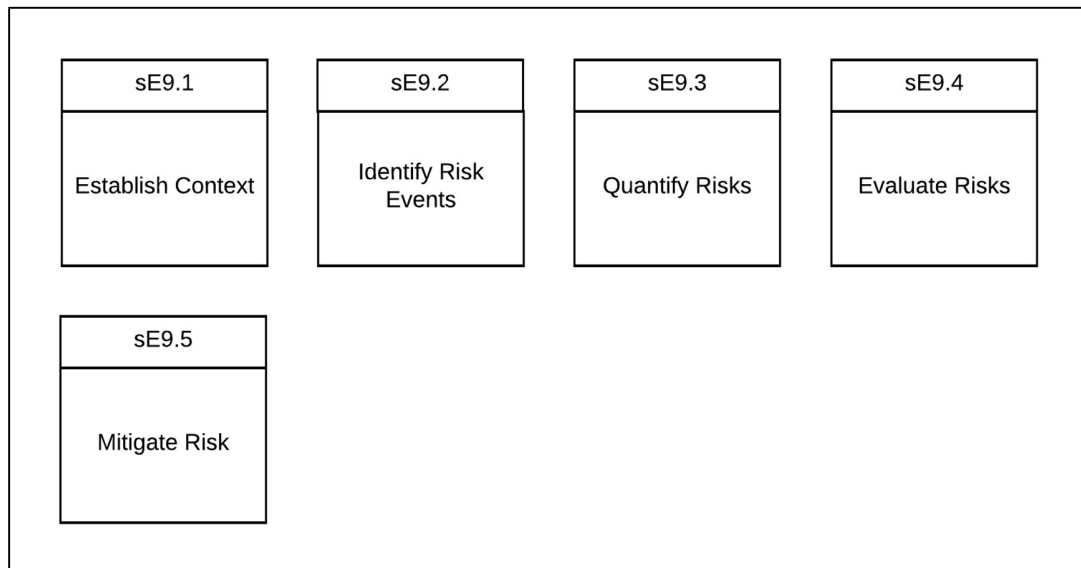 sE9.1
Establish Context
sE9.2
Identify Risk
Events
sE9.3
Quantify Risks
sE9.4
Evaluate Risks
sE9.5
Mitigate Risk